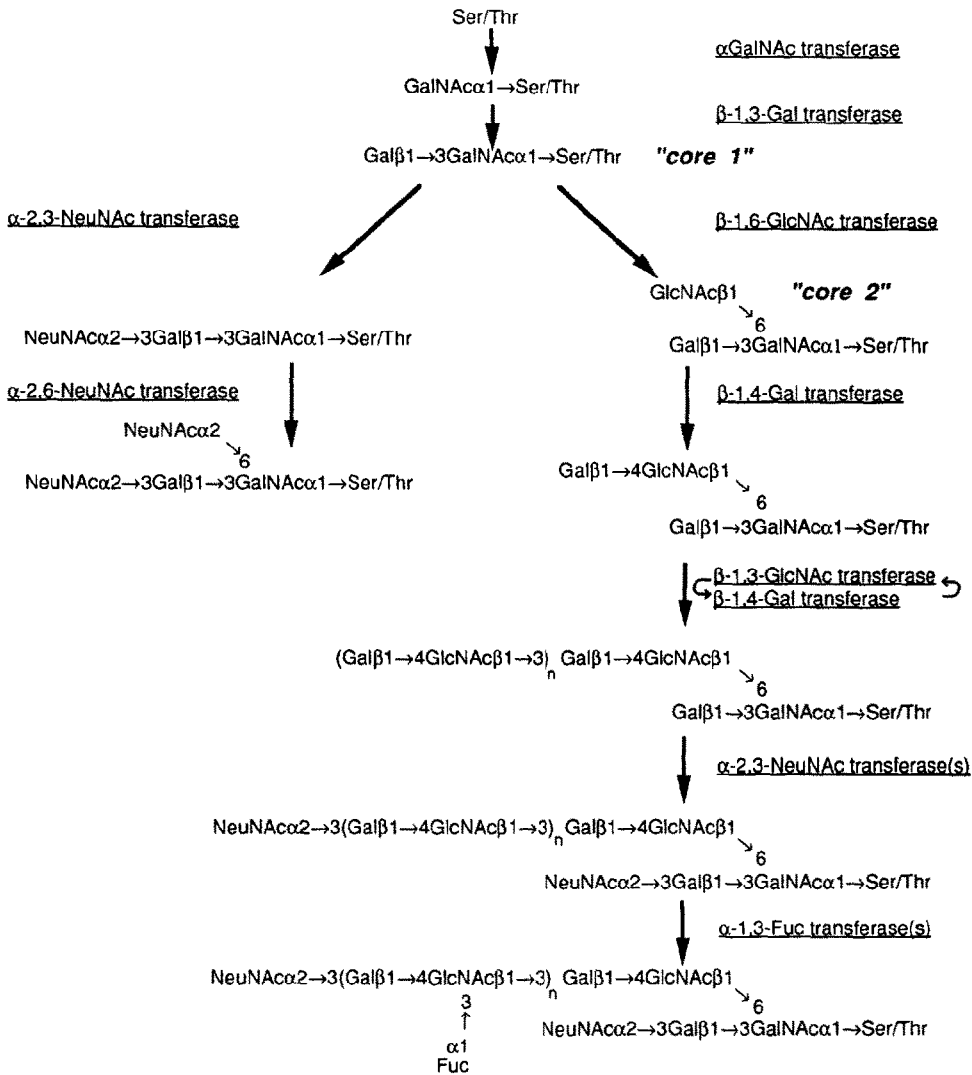 Ser/Thr
αGalNAc transferase
GalNAcα1→Ser/Thr
β-1,3-Gal transferase
Galβ1→3GalNAcα1→Ser/Thr "core 1"
α-2,3-NeuNAc transferase
β-1,6-GlcNAc transferase
GlcNAcβ1 "core 2"
↘6
Galβ1→3GalNAcα1→Ser/Thr
NeuNAcα2→3Galβ1→3GalNAcα1→Ser/Thr
α-2,6-NeuNAc transferase
β-1,4-Gal transferase
NeuNAcα2
↘6
NeuNAcα2→3Galβ1→3GalNAcα1→Ser/Thr
Galβ1→4GlcNAcβ1
↘6
Galβ1→3GalNAcα1→Ser/Thr
β-1,3-GlcNAc transferase
β-1,4-Gal transferase
(Galβ1→4GlcNAcβ1→3)n Galβ1→4GlcNAcβ1
↘6
Galβ1→3GalNAcα1→Ser/Thr
α-2,3-NeuNAc transferase(s)
NeuNAcα2→3(Galβ1→4GlcNAcβ1→3)n Galβ1→4GlcNAcβ1
↘6
NeuNAcα2→3Galβ1→3GalNAcα1→Ser/Thr
α-1,3-Fuc transferase(s)
NeuNAcα2→3(Galβ1→4GlcNAcβ1→3)n Galβ1→4GlcNAcβ1
3
↘6
↑
NeuNAcα2→3Galβ1→3GalNAcα1→Ser/Thr
α1
Fuc